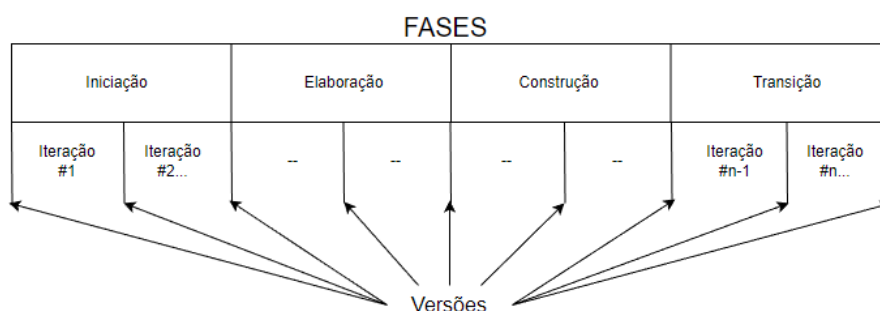 FASES
Iniciação
Elaboração
Construção
Transição
Iteração
#1
Iteração
#2...
--
--
--
--
Iteração
#n-1
Iteração
#n...
Versões